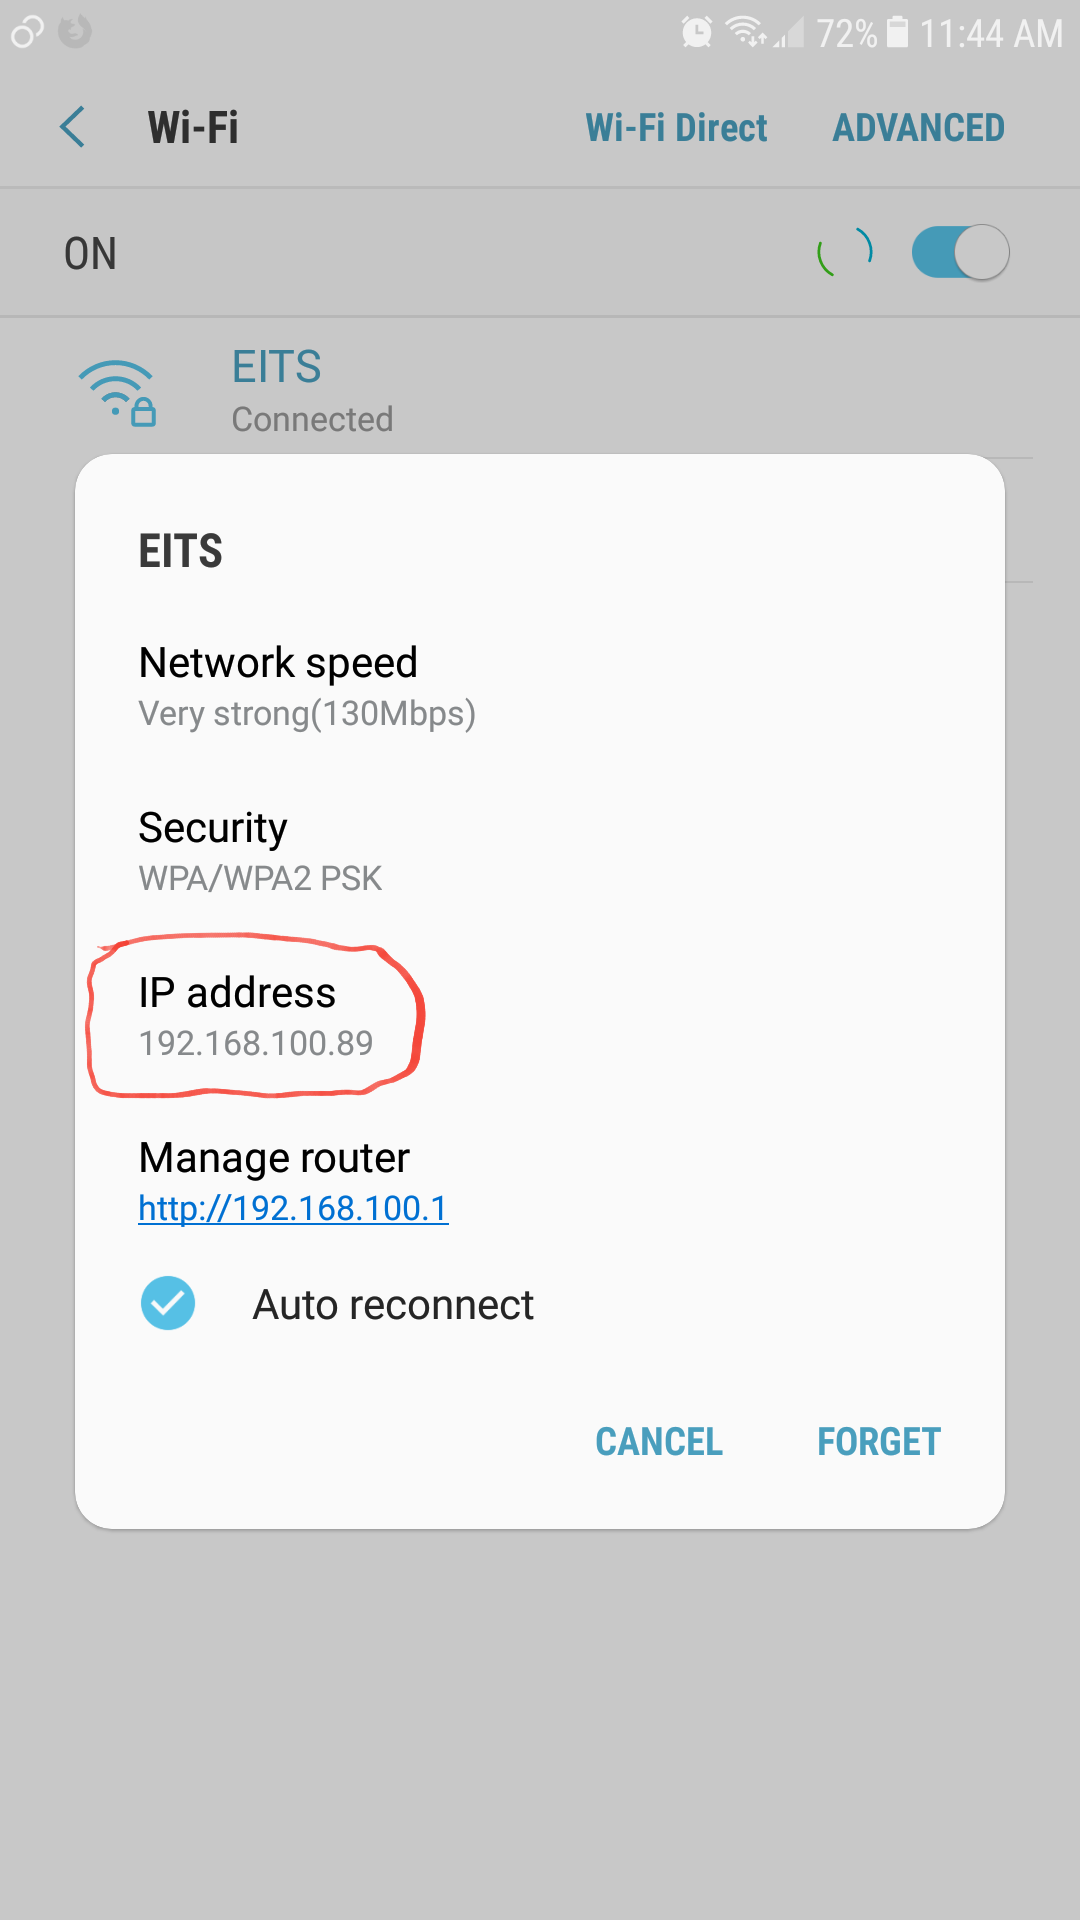 72% 11:44 AM
Wi-Fi Wi-Fi Direct ADVANCED
ON
EITS
Connected
EITS
Network speed
Very strong(130Mbps)
Security
WPA/WPA2 PSK
IP address
192.168.100.89
Manage router
http://192.168.100.1
Auto reconnect
CANCEL FORGET